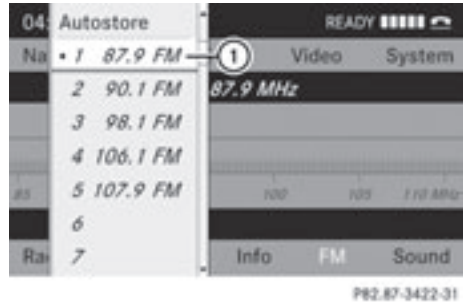 04: Autostore READY
Na • 1 87.9 FM 1 Video System
2 90.1 FM 87.9 MHz
3 98.1 FM
4 106.1 FM
85 5 107.9 FM 100 105 110 MHz
6
Ra 7 Info FM Sound
P82.87-3422-31